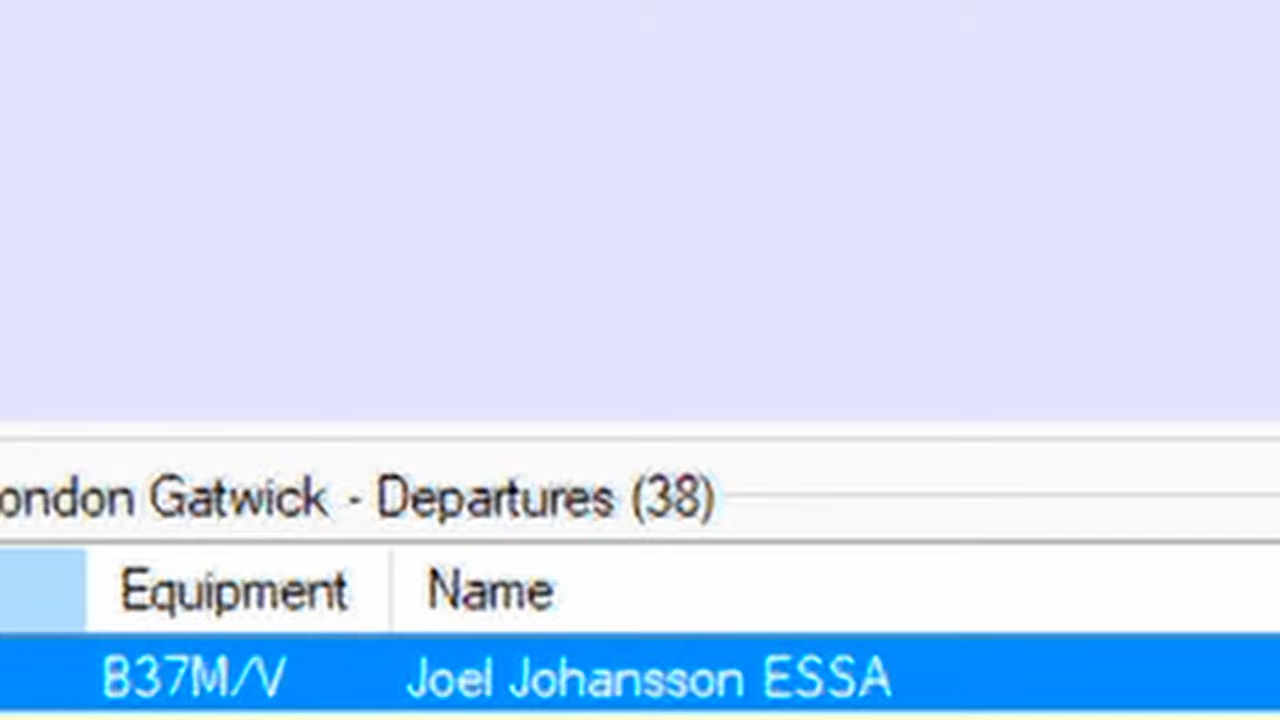 ondon Gatwick - Departures (38)
Equipment Name
B37M/V Joel Johansson ESSA